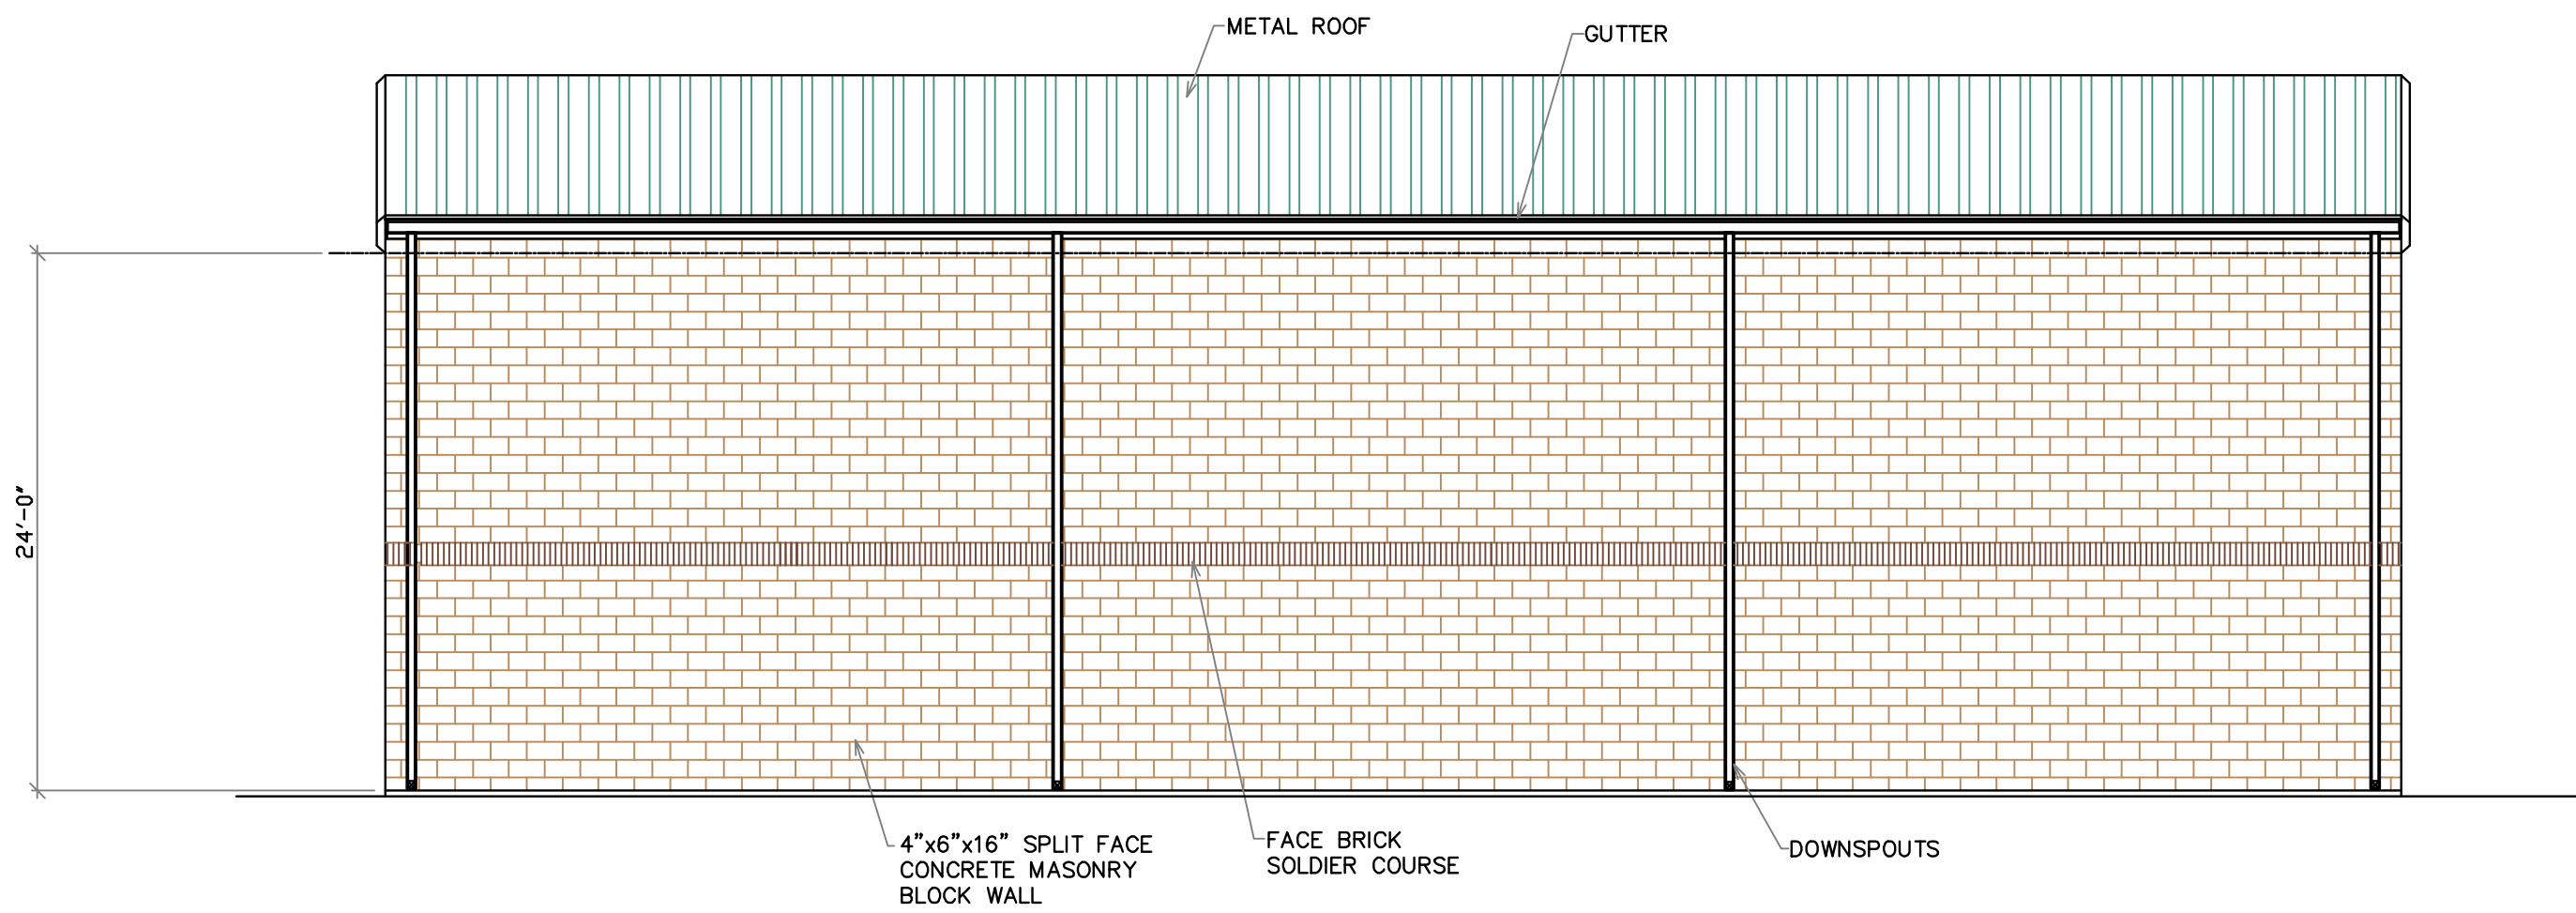 METAL ROOF
GUTTER
24'-0"
4"x6"x16" SPLIT FACE
CONCRETE MASONRY
BLOCK WALL
FACE BRICK
SOLDIER COURSE
DOWNSPOUTS